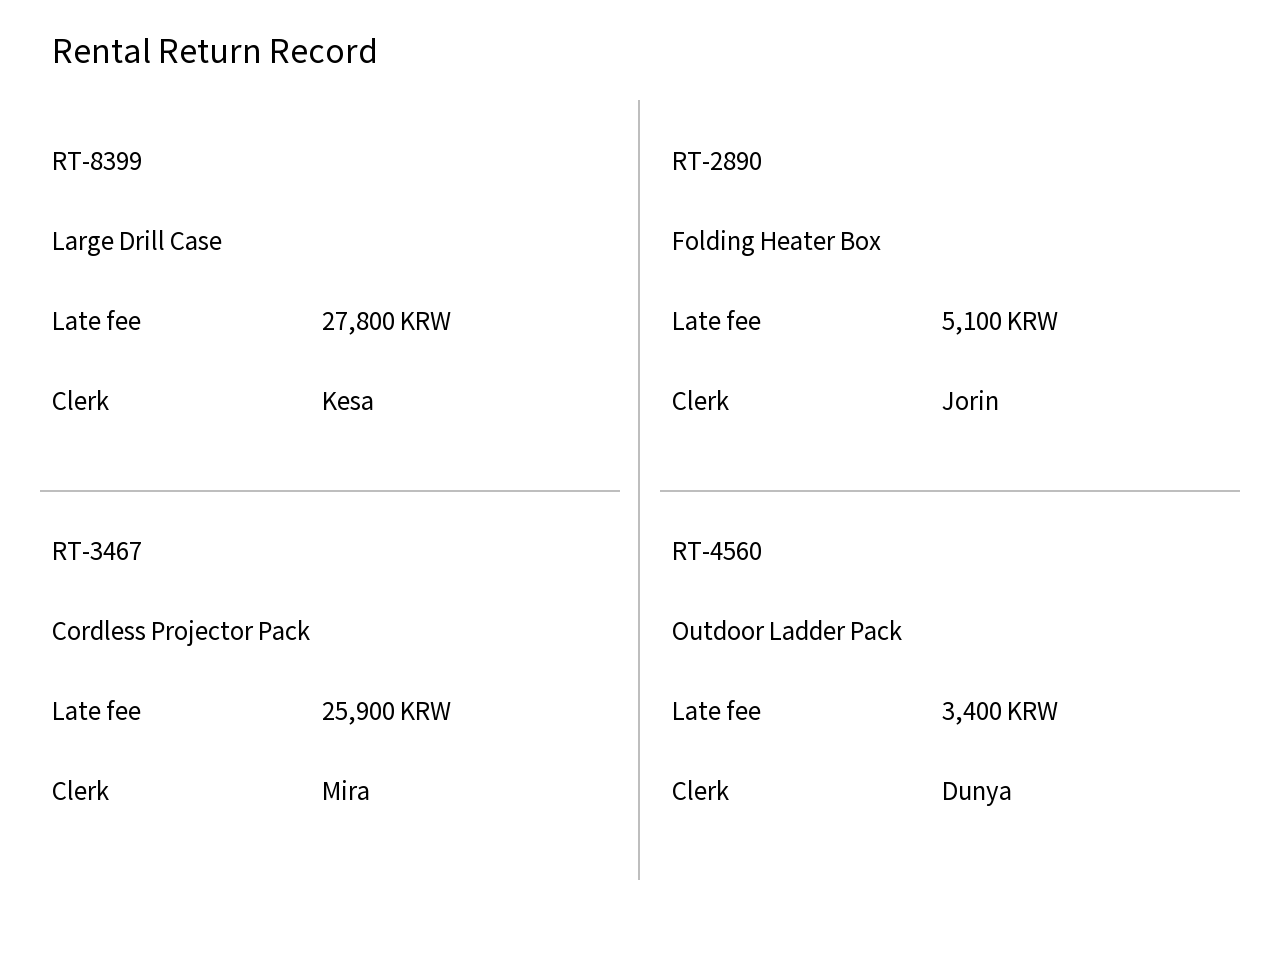 Rental Return Record
RT-8399
Large Drill Case
Late fee 27,800 KRW
Clerk Kesa
RT-2890
Folding Heater Box
Late fee 5,100 KRW
Clerk Jorin
RT-3467
Cordless Projector Pack
Late fee 25,900 KRW
Clerk Mira
RT-4560
Outdoor Ladder Pack
Late fee 3,400 KRW
Clerk Dunya